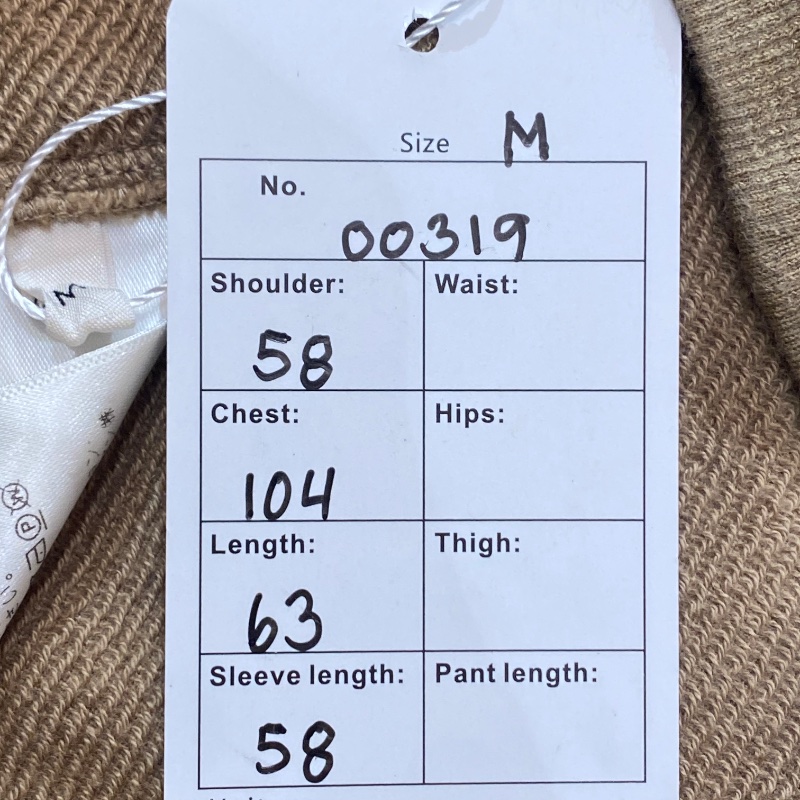 Size M
No.
00319
Shoulder: Waist:
58
Chest: Hips:
104
Length: Thigh:
63
Sleeve length: Pant length:
58
M